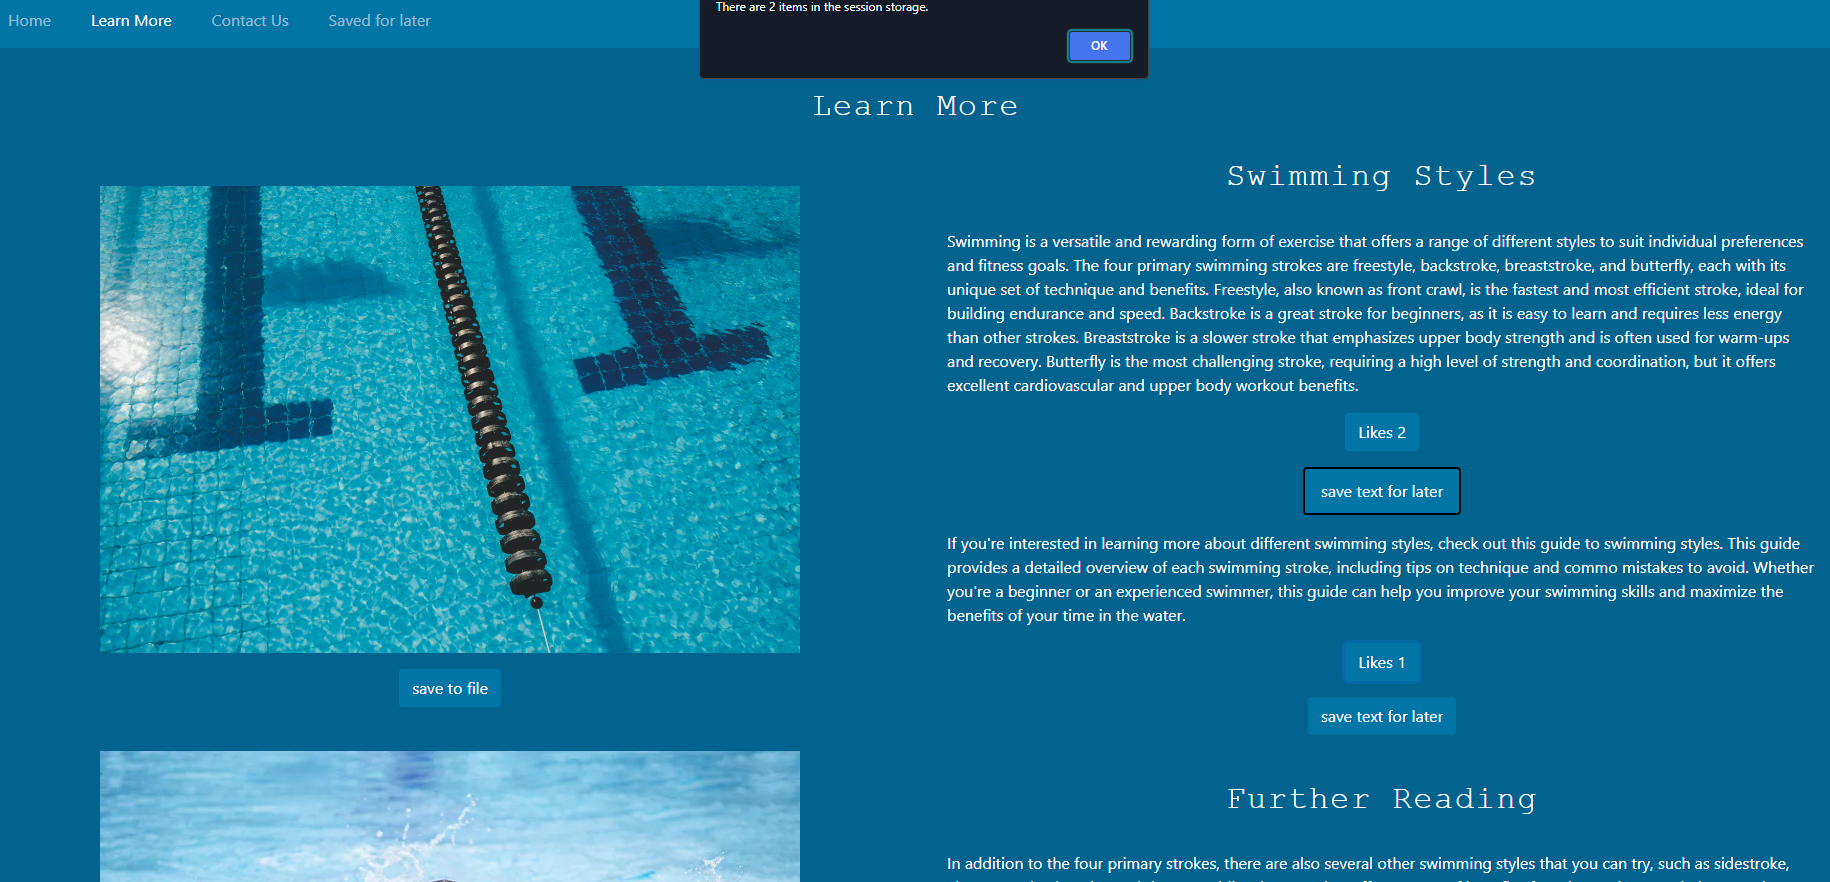 Home Learn More Contact Us Saved for later
There are 2 items in the session storage.
OK
Learn More
save to file
Swimming Styles
Swimming is a versatile and rewarding form of exercise that offers a range of different styles to suit individual preferences
and fitness goals. The four primary swimming strokes are freestyle, backstroke, breaststroke, and butterfly, each with its
unique set of technique and benefits. Freestyle, also known as front crawl, is the fastest and most efficient stroke, ideal for
building endurance and speed. Backstroke is a great stroke for beginners, as it is easy to learn and requires less energy
than other strokes. Breaststroke is a slower stroke that emphasizes upper body strength and is often used for warm-ups
and recovery. Butterfly is the most challenging stroke, requiring a high level of strength and coordination, but it offers
excellent cardiovascular and upper body workout benefits.
Likes 2
save text for later
If you're interested in learning more about different swimming styles, check out this guide to swimming styles. This guide
provides a detailed overview of each swimming stroke, including tips on technique and commo mistakes to avoid. Whether
you're a beginner or an experienced swimmer, this guide can help you improve your swimming skills and maximize the
benefits of your time in the water.
Likes 1
save text for later
Further Reading
In addition to the four primary strokes, there are also several other swimming styles that you can try, such as sidestroke,